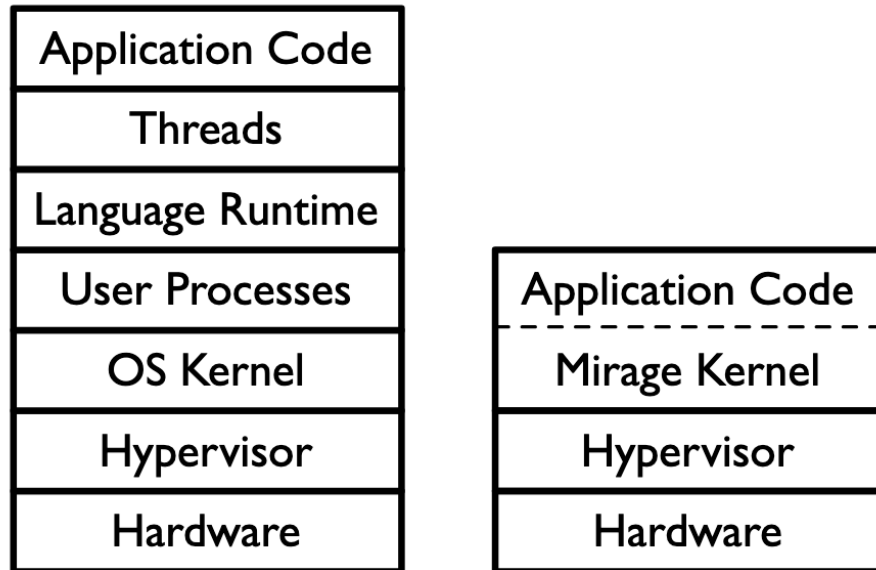 Application Code
Threads
Language Runtime
User Processes
OS Kernel
Hypervisor
Hardware
Application Code
Mirage Kernel
Hypervisor
Hardware